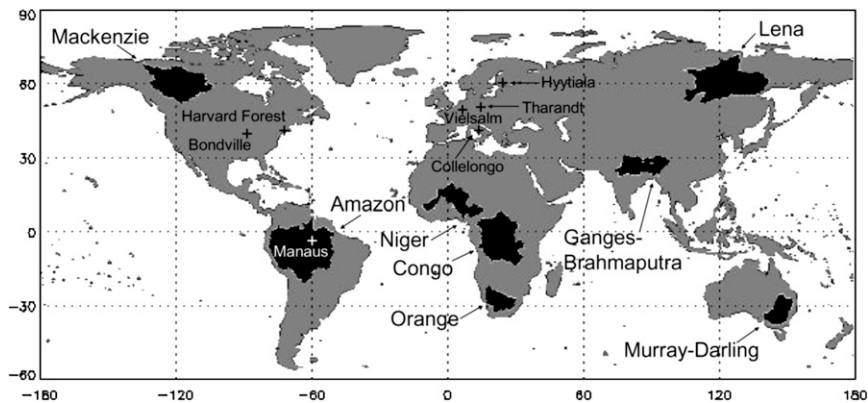 90
Mackenzie
Lena
60
Hyytiala
Harvard Forest
Vielsalm
Tharandt
Bondville
Collelongo
30
Amazon
0
Manaus
Niger
Ganges-
Brahmaputra
Congo
-30
Orange
Murray-Darling
-60
-180
-120
-60
0
60
120
180